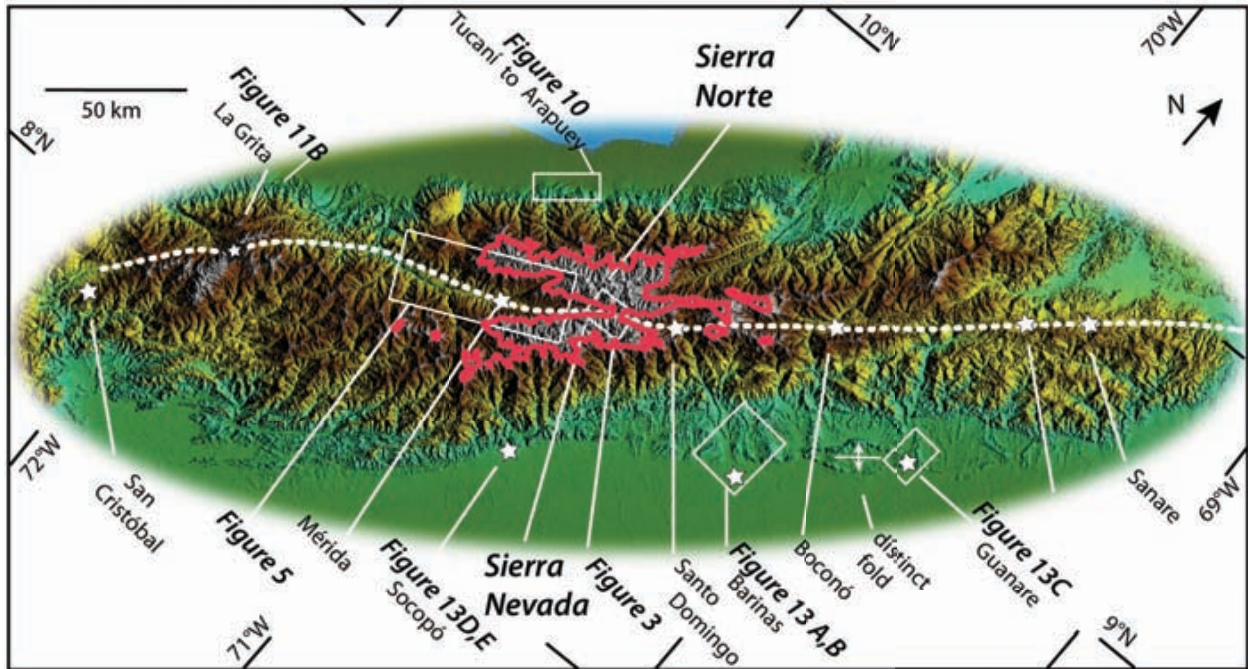 10°N
70°W
Tucaní to Arapuey
Figure 10
Sierra
Norte
N
50 km
8°N
Figure 11B
La Grita
72°W
San
Cristóbal
Figure 5
Mérida
Figure 13D,E
Socopó
Sierra
Nevada
Figure 3
Santo
Domingo
Figure 13 A,B
Barinas
Boconó
dístinct
fold
Figure 13C
Guanare
Sanare
69°W
71°W
9°N